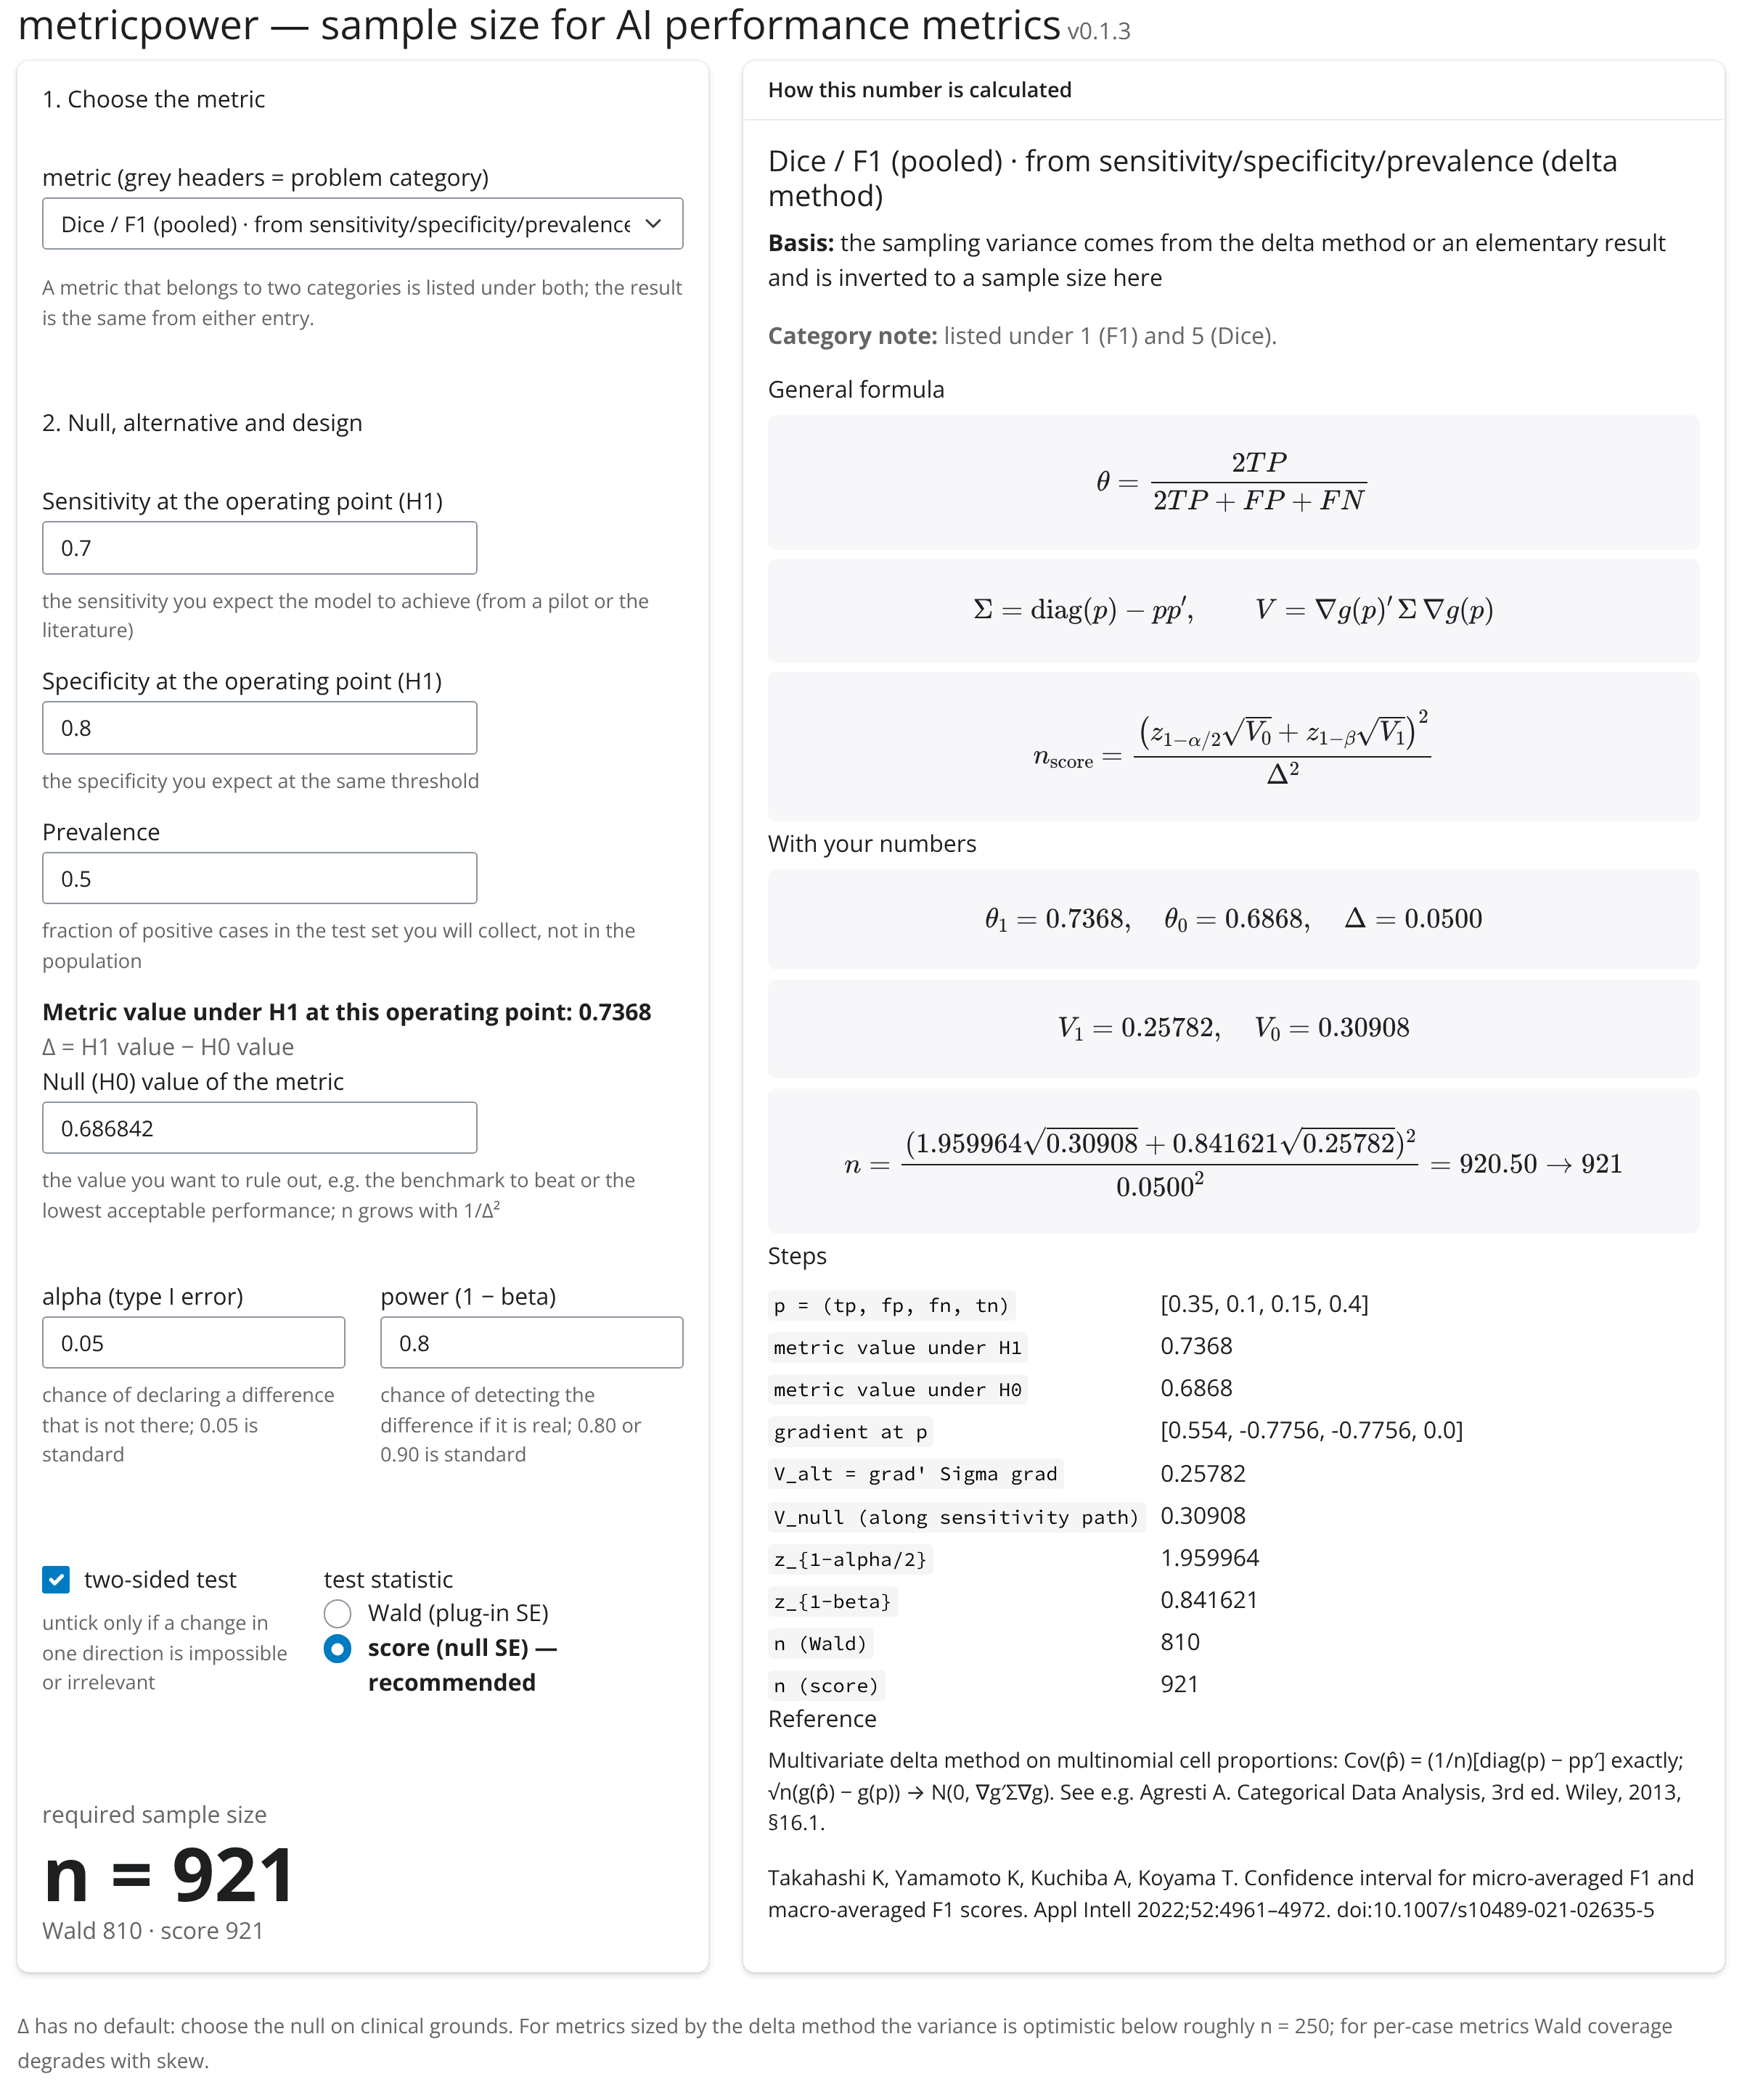 metricpower — sample size for AI performance metrics v0.1.3
1. Choose the metric
metric (grey headers = problem category)
Dice / F1 (pooled) · from sensitivity/specificity/prevalence
A metric that belongs to two categories is listed under both; the result
is the same from either entry.
2. Null, alternative and design
Sensitivity at the operating point (H1)
0.7
the sensitivity you expect the model to achieve (from a pilot or the
literature)
Specificity at the operating point (H1)
0.8
the specificity you expect at the same threshold
Prevalence
0.5
fraction of positive cases in the test set you will collect, not in the
population
Metric value under H1 at this operating point: 0.7368
Δ = H1 value − H0 value
Null (H0) value of the metric
0.686842
the value you want to rule out, e.g. the benchmark to beat or the
lowest acceptable performance; n grows with 1/Δ²
alpha (type I error)
0.05
chance of declaring a difference
that is not there; 0.05 is
standard
power (1 − beta)
0.8
chance of detecting the
difference if it is real; 0.80 or
0.90 is standard
two-sided test
untick only if a change in
one direction is impossible
or irrelevant
test statistic
Wald (plug-in SE)
score (null SE) —
recommended
required sample size
n = 921
Wald 810 · score 921
How this number is calculated
Dice / F1 (pooled) · from sensitivity/specificity/prevalence (delta
method)
Basis: the sampling variance comes from the delta method or an elementary result
and is inverted to a sample size here
Category note: listed under 1 (F1) and 5 (Dice).
General formula
θ = 2TP / (2TP + FP + FN)
Σ = diag(p) − pp′, V = ∇g(p)′ Σ ∇g(p)
n_score = (z_{1−α/2}√V₀ + z_{1−β}√V₁)² / Δ²
With your numbers
θ₁ = 0.7368, θ₀ = 0.6868, Δ = 0.0500
V₁ = 0.25782, V₀ = 0.30908
n = (1.959964√0.30908 + 0.841621√0.25782)² / 0.0500² = 920.50 → 921
Steps
p = (tp, fp, fn, tn) [0.35, 0.1, 0.15, 0.4]
metric value under H1 0.7368
metric value under H0 0.6868
gradient at p [0.554, -0.7756, -0.7756, 0.0]
V_alt = grad' Sigma grad 0.25782
V_null (along sensitivity path) 0.30908
z_{1-alpha/2} 1.959964
z_{1-beta} 0.841621
n (Wald) 810
n (score) 921
Reference
Multivariate delta method on multinomial cell proportions: Cov(p̂) = (1/n)[diag(p) − pp′] exactly;
√n(g(p̂) − g(p)) → N(0, ∇g′Σ∇g). See e.g. Agresti A. Categorical Data Analysis, 3rd ed. Wiley, 2013,
§16.1.
Takahashi K, Yamamoto K, Kuchiba A, Koyama T. Confidence interval for micro-averaged F1 and
macro-averaged F1 scores. Appl Intell 2022;52:4961–4972. doi:10.1007/s10489-021-02635-5
Δ has no default: choose the null on clinical grounds. For metrics sized by the delta method the variance is optimistic below roughly n = 250; for per-case metrics Wald coverage
degrades with skew.